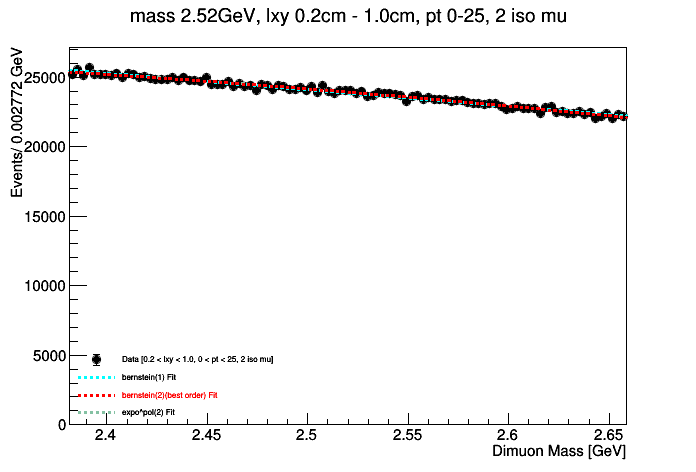 mass 2.52GeV, lxy 0.2cm - 1.0cm, pt 0-25, 2 iso mu
Events/ 0.002772 GeV
25000
20000
15000
10000
5000
0
Data [0.2 < lxy < 1.0, 0 < pt < 25, 2 iso mu]
bernstein(1) Fit
bernstein(2)(best order) Fit
expo^pol(2) Fit
2.4 2.45 2.5 2.55 2.6 2.65
Dimuon Mass [GeV]